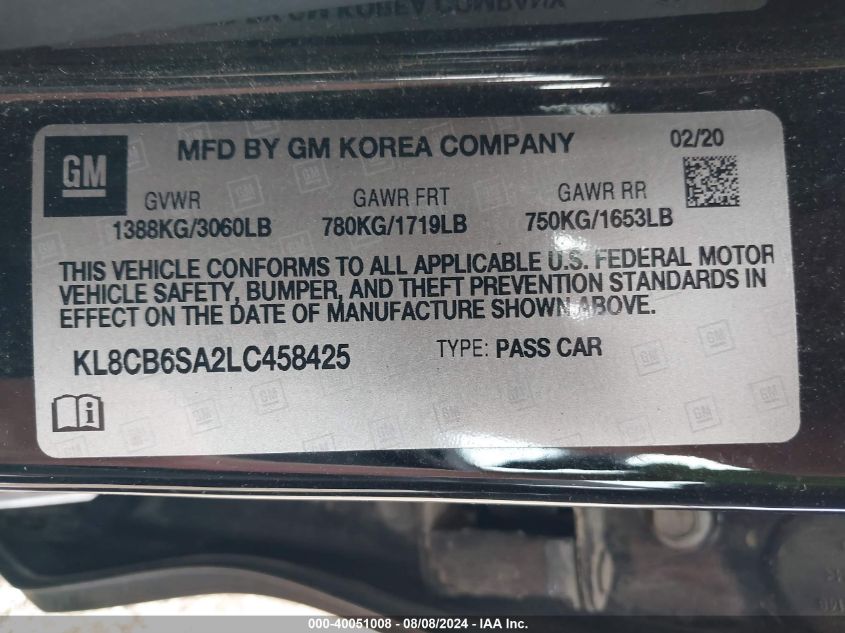 MFD BY GM KOREA COMPANY
02/20
GM
GVWR GAWR FRT GAWR RR
1388KG/3060LB 780KG/1719LB 750KG/1653LB
THIS VEHICLE CONFORMS TO ALL APPLICABLE U.S. FEDERAL MOTOR
VEHICLE SAFETY, BUMPER, AND THEFT PREVENTION STANDARDS IN
EFFECT ON THE DATE OF MANUFACTURE SHOWN ABOVE.
KL8CB6SA2LC458425 TYPE: PASS CAR
000-40051008 - 08/08/2024 - IAAI, Inc.